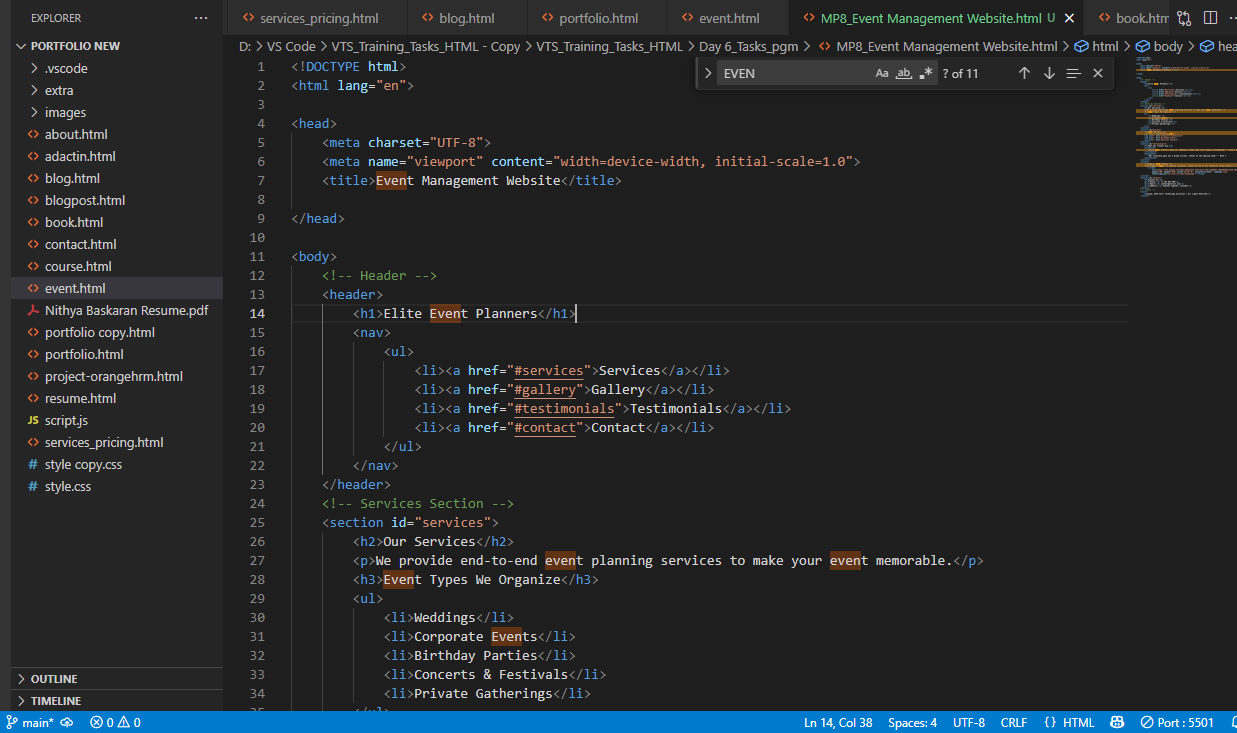 EXPLORER
PORTFOLIO NEW
.vscode
extra
images
about.html
adactin.html
blog.html
blogpost.html
book.html
contact.html
course.html
event.html
Nithya Baskaran Resume.pdf
portfolio copy.html
portfolio.html
project-orangehrm.html
resume.html
JS script.js
services_pricing.html
# style copy.css
# style.css
OUTLINE
TIMELINE
services_pricing.html blog.html portfolio.html event.html MP8_Event Management Website.html U book.htm
D: > VS Code > VTS_Training_Tasks_HTML - Copy > VTS_Training_Tasks_HTML > Day 6_Tasks_pgm > MP8_Event Management Website.html > html > body > hea
EVEN Aa ab .* ? of 11
1 <!DOCTYPE html>
2 <html lang="en">
3
4 <head>
5 <meta charset="UTF-8">
6 <meta name="viewport" content="width=device-width, initial-scale=1.0">
7 <title>Event Management Website</title>
8
9 </head>
10
11 <body>
12 <!-- Header -->
13 <header>
14 <h1>Elite Event Planners</h1>
15 <nav>
16 <ul>
17 <li><a href="#services">Services</a></li>
18 <li><a href="#gallery">Gallery</a></li>
19 <li><a href="#testimonials">Testimonials</a></li>
20 <li><a href="#contact">Contact</a></li>
21 </ul>
22 </nav>
23 </header>
24 <!-- Services Section -->
25 <section id="services">
26 <h2>Our Services</h2>
27 <p>We provide end-to-end event planning services to make your event memorable.</p>
28 <h3>Event Types We Organize</h3>
29 <ul>
30 <li>Weddings</li>
31 <li>Corporate Events</li>
32 <li>Birthday Parties</li>
33 <li>Concerts & Festivals</li>
34 <li>Private Gatherings</li>
35 </ul>
main* 0 0 Ln 14, Col 38 Spaces: 4 UTF-8 CRLF {} HTML Port : 5501